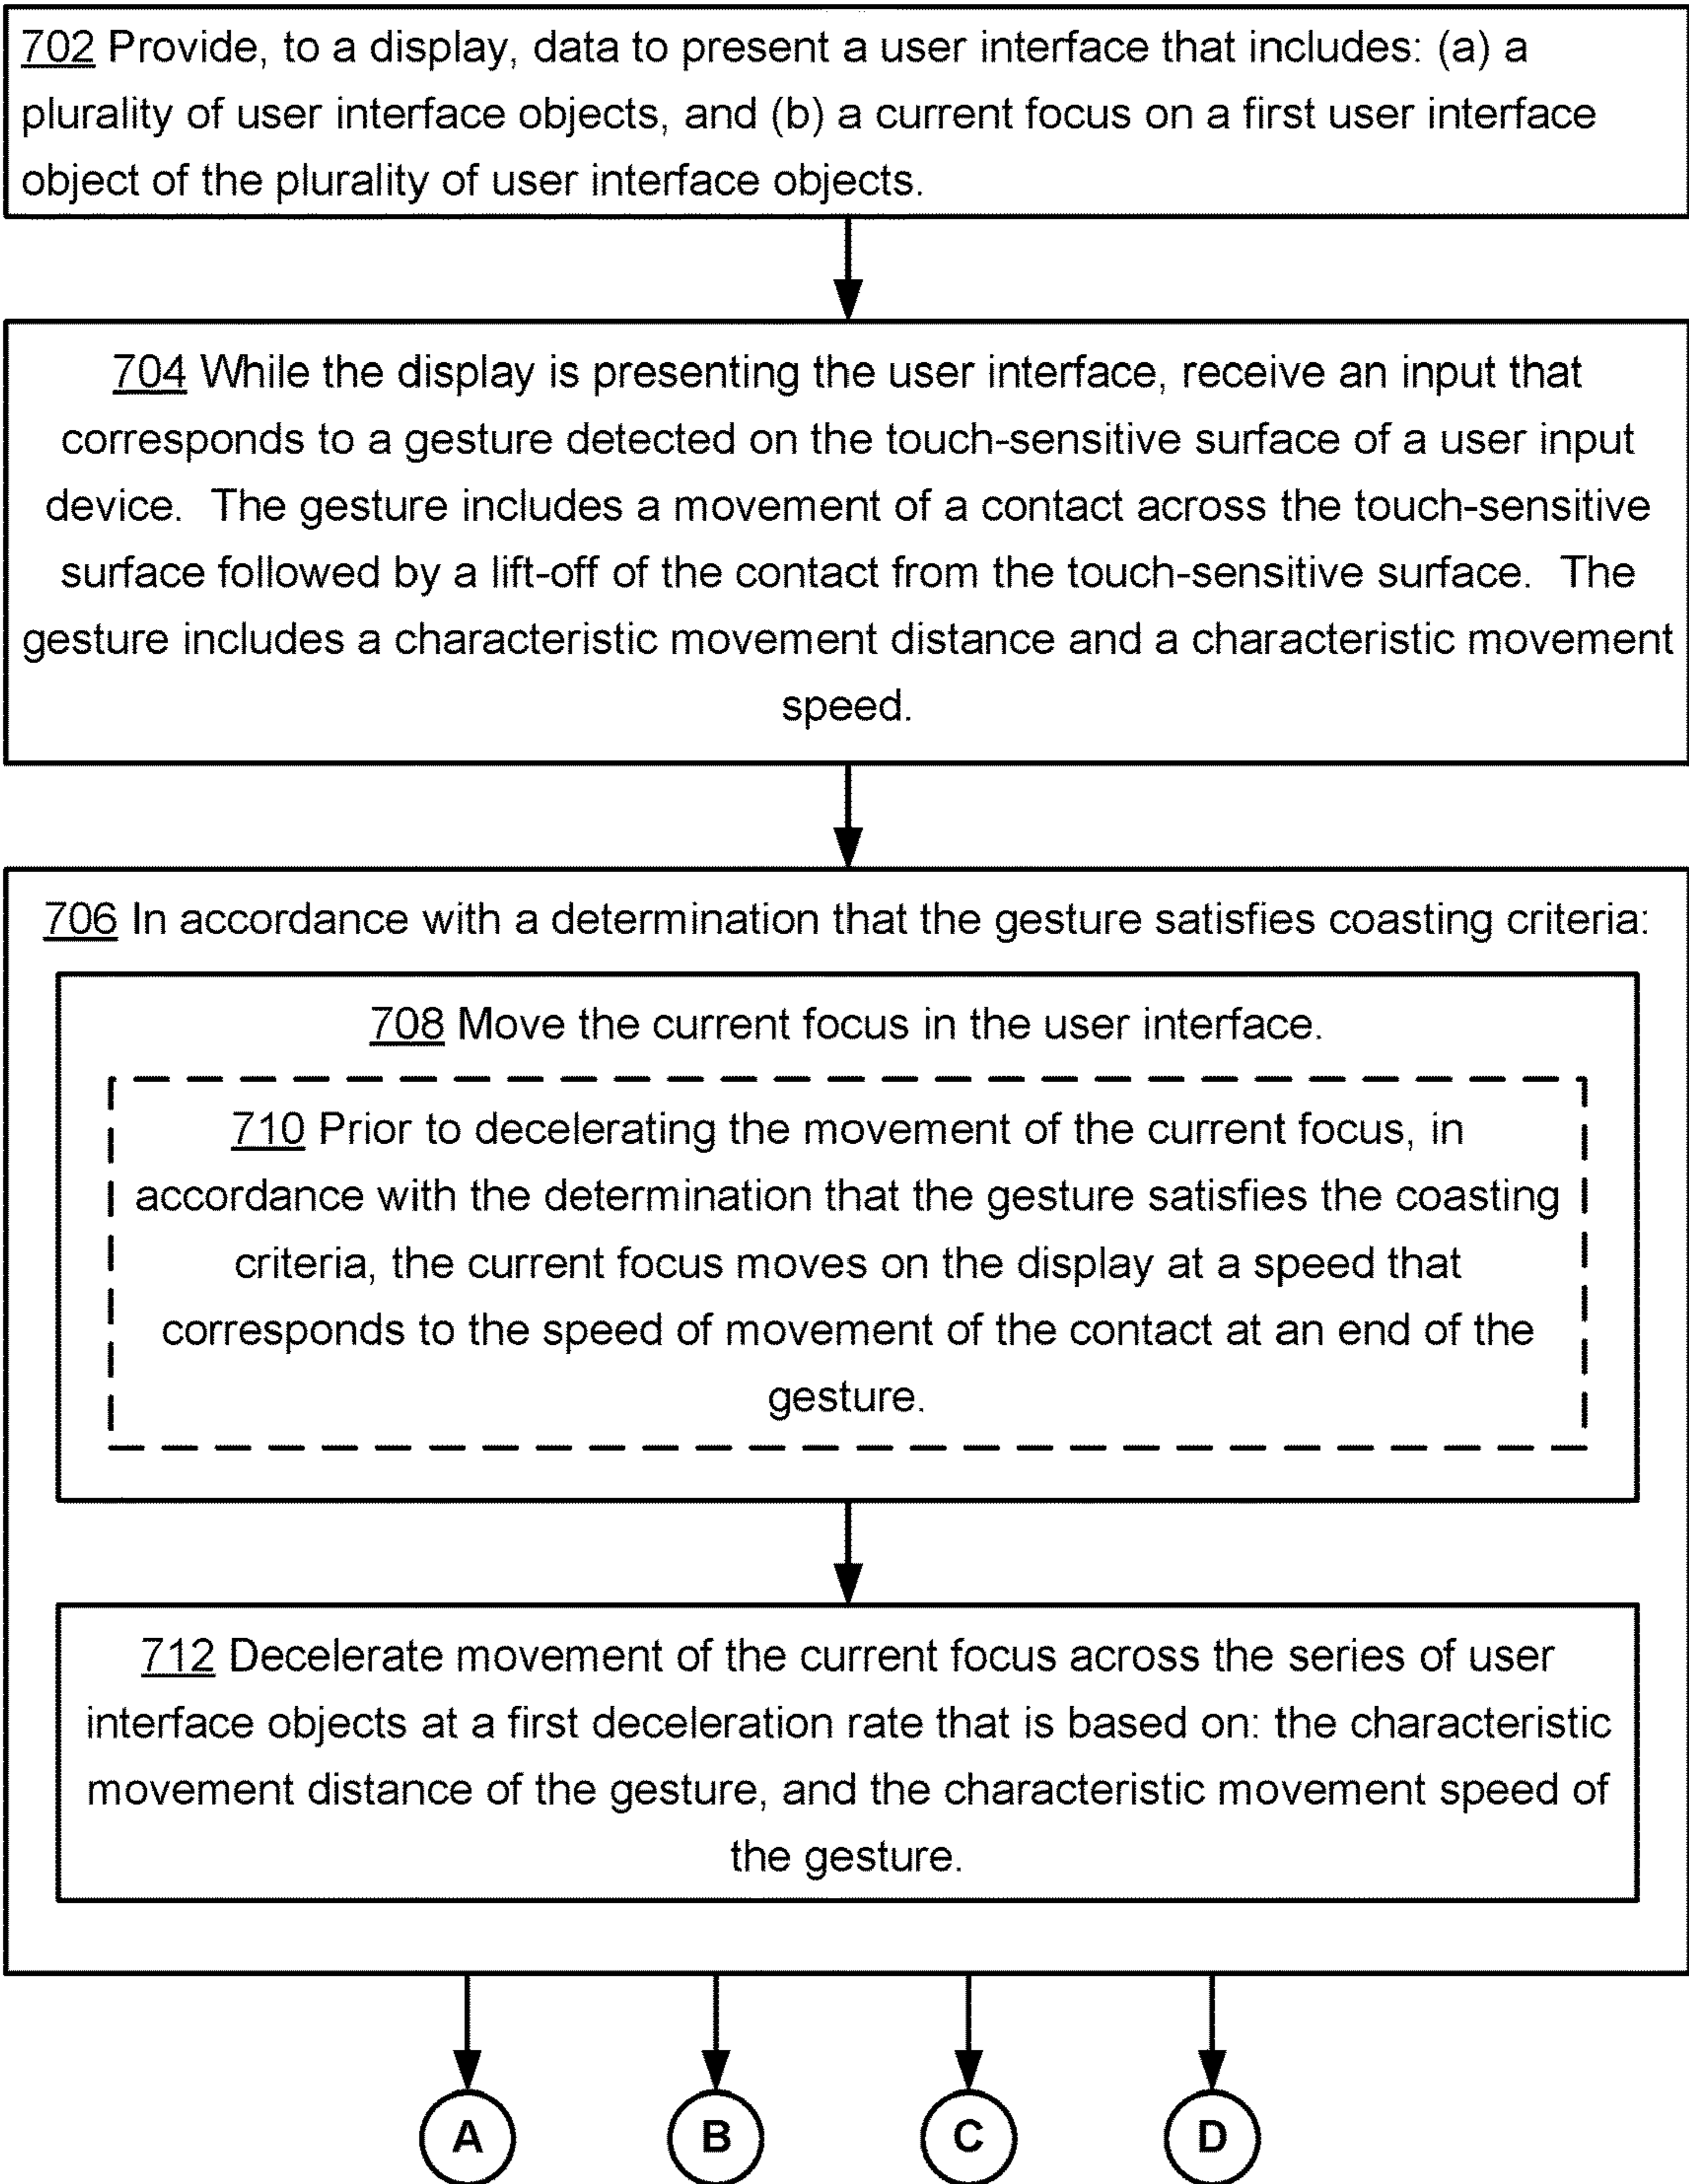 702 Provide, to a display, data to present a user interface that includes: (a) a
plurality of user interface objects, and (b) a current focus on a first user interface
object of the plurality of user interface objects.
704 While the display is presenting the user interface, receive an input that
corresponds to a gesture detected on the touch-sensitive surface of a user input
device.  The gesture includes a movement of a contact across the touch-sensitive
surface followed by a lift-off of the contact from the touch-sensitive surface.  The
gesture includes a characteristic movement distance and a characteristic movement
speed.
706 In accordance with a determination that the gesture satisfies coasting criteria:
708 Move the current focus in the user interface.
710 Prior to decelerating the movement of the current focus, in
accordance with the determination that the gesture satisfies the coasting
criteria, the current focus moves on the display at a speed that
corresponds to the speed of movement of the contact at an end of the
gesture.
712 Decelerate movement of the current focus across the series of user
interface objects at a first deceleration rate that is based on: the characteristic
movement distance of the gesture, and the characteristic movement speed of
the gesture.
A
B
C
D